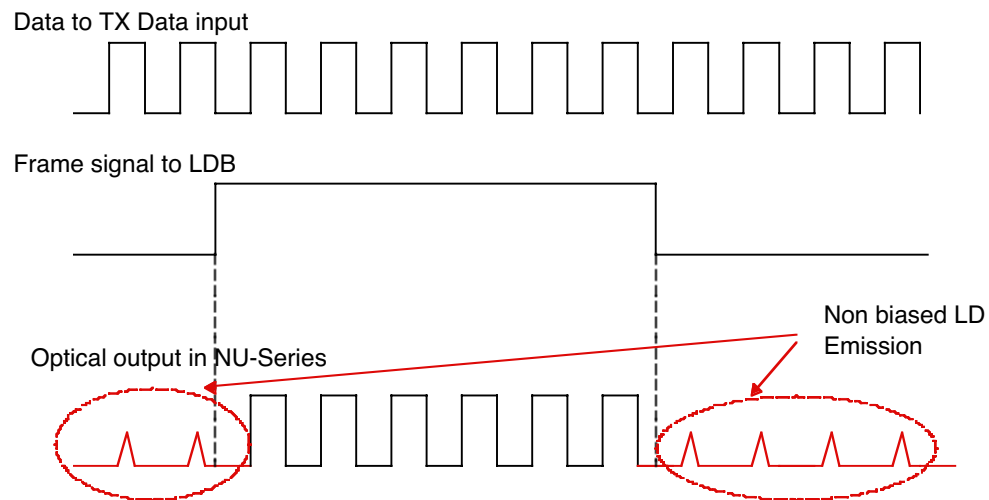 Data to TX Data input
Frame signal to LDB
Non biased LD
Emission
Optical output in NU-Series